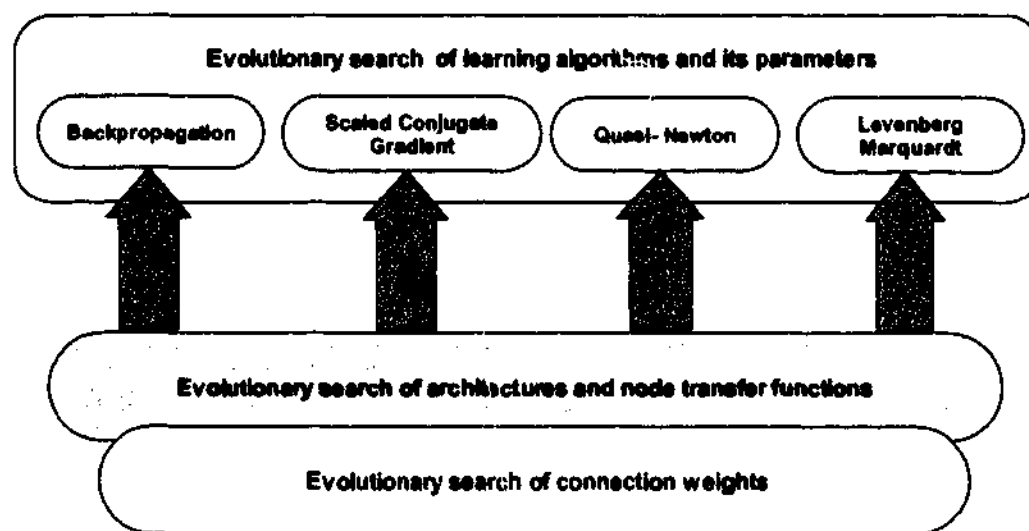 Evolutionary search of learning algorithms and its parameters
Backpropagation
Scaled Conjugate
Gradient
Quasi- Newton
Levenberg
Marquardt
Evolutionary search of architectures and node transfer functions
Evolutionary search of connection weights